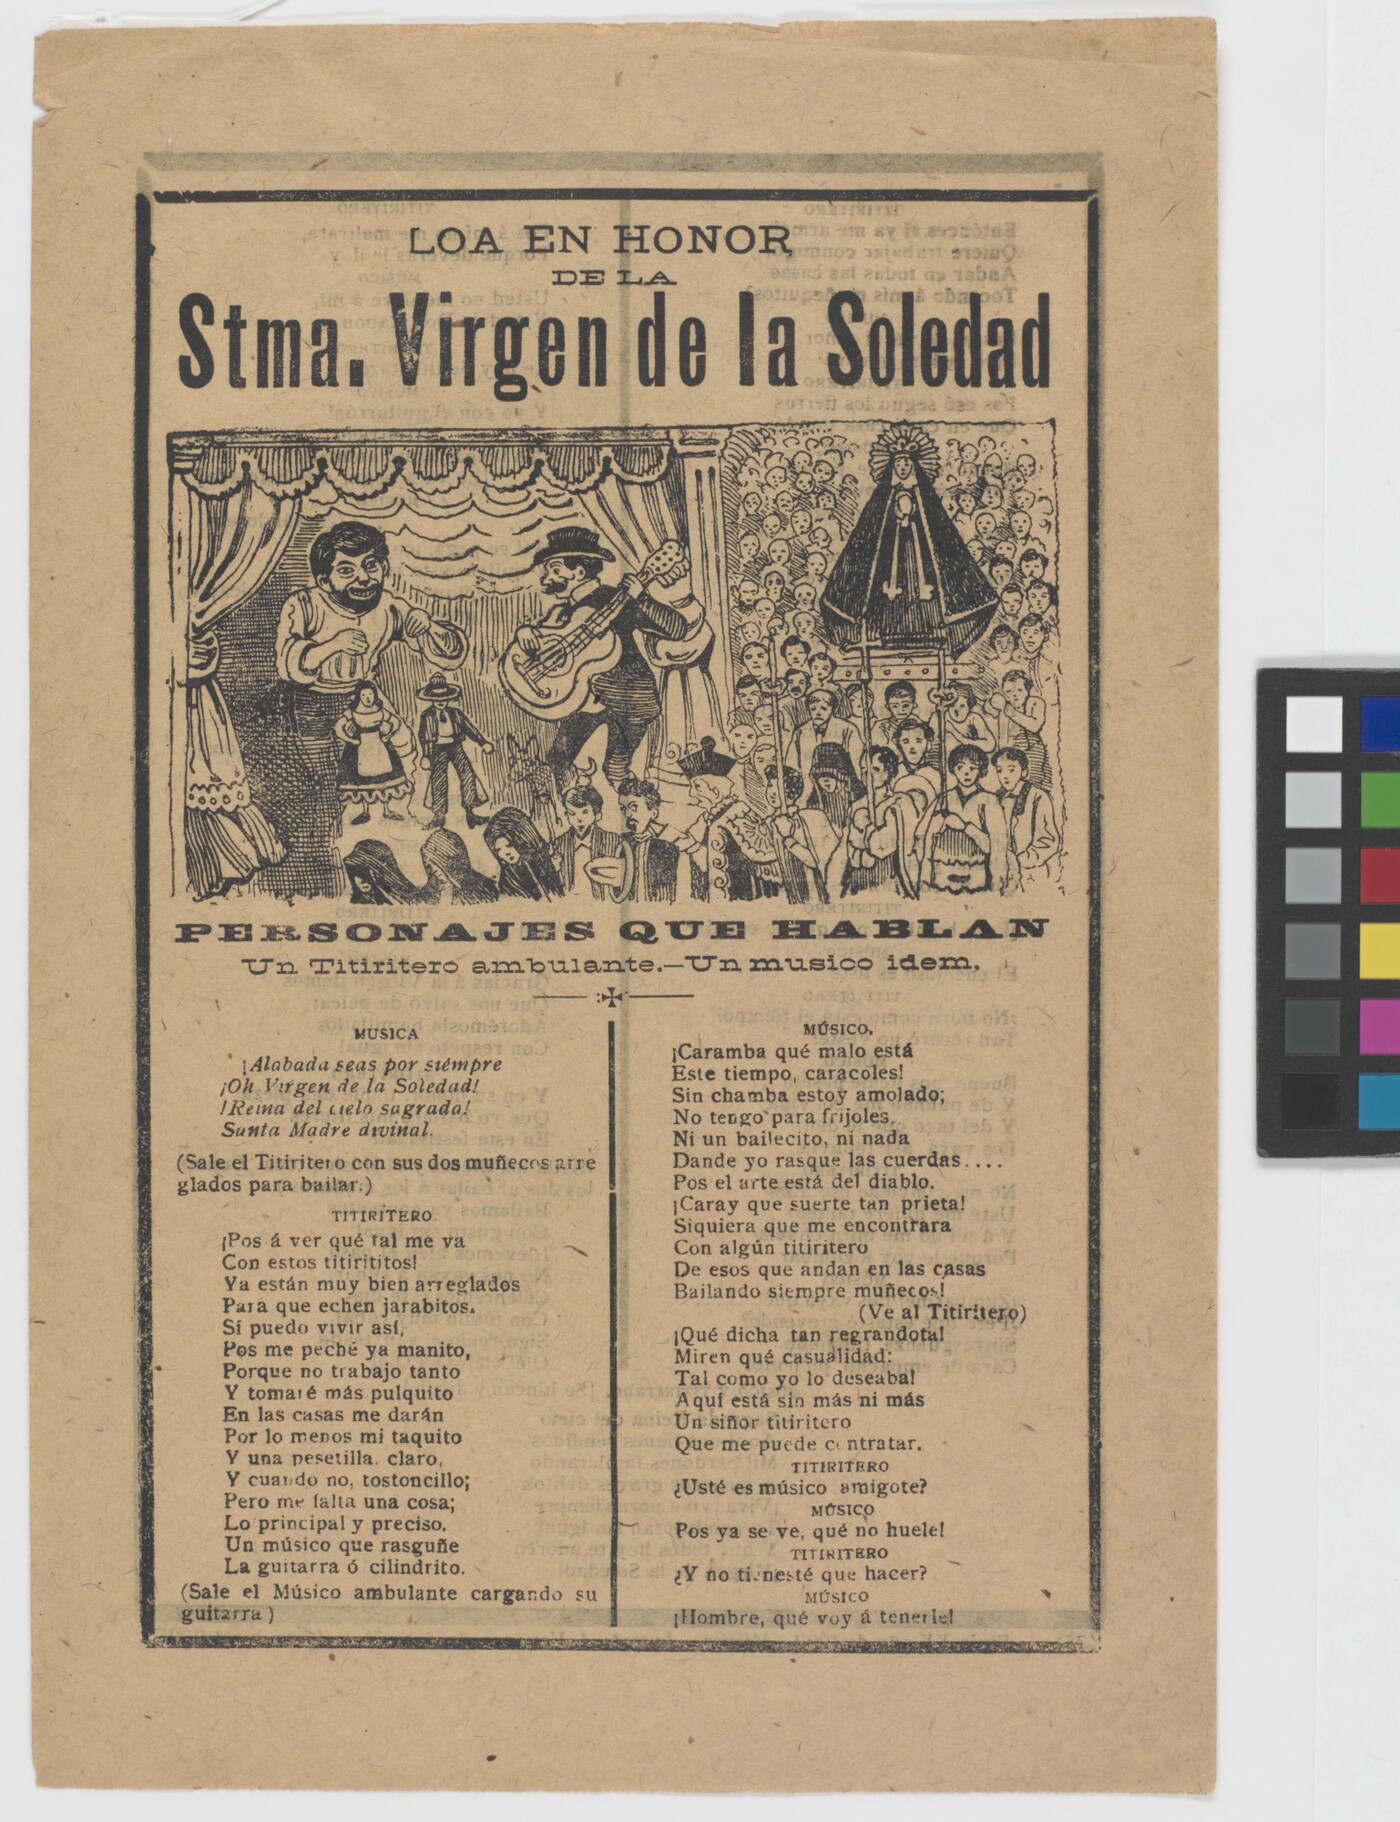 LOA EN HONOR
DE LA
Stma. Virgen de la Soledad
PERSONAJES QUE HABLAN
Un Titiritero ambulante.—Un musico idem.
MUSICA
¡Alabada seas por siempre
¡Oh Virgen de la Soledad!
!Reina del cielo sagrada!
Santa Madre divinal.
(Sale el Titiritero con sus dos muñecos arre
glados para bailar.)
TITIRITERO.
¡Pos á ver qué tal me va
Con estos titirititos!
Ya están muy bien arreglados
Para que echen jarabitos.
Si puedo vivir así,
Pos me peché ya manito,
Porque no trabajo tanto
Y tomaré más pulquito
En las casas me darán
Por lo menos mi taquito
Y una pesetilla. claro,
Y cuando no, tostoncillo;
Pero me falta una cosa;
Lo principal y preciso.
Un músico que rasguñe
La guitarra ó cilindrito.
(Sale el Músico ambulante cargando su
guitarra )
MÚSICO.
¡Caramba qué malo está
Este tiempo, caracoles!
Sin chamba estoy amolado;
No tengo para frijoles.
Ni un bailecito, ni nada
Dande yo rasque las cuerdas....
Pos el arte está del diablo.
¡Caray que suerte tan prieta!
Siquiera que me encontrara
Con algún titiritero
De esos que andan en las casas
Bailando siempre muñecos!
(Ve al Titiritero)
¡Qué dicha tan regrandota!
Miren qué casualidad:
Tal como yo lo deseaba!
Aquí está sin más ni más
Un siñor titiritero
Que me puede contratar.
TITIRITERO
¿Usté es músico amigote?
MÚSICO
Pos ya se ve, qué no huele!
TITIRITERO
¿Y no tienesté que hacer?
MÚSICO
¡Hombre, qué voy á tenerle!